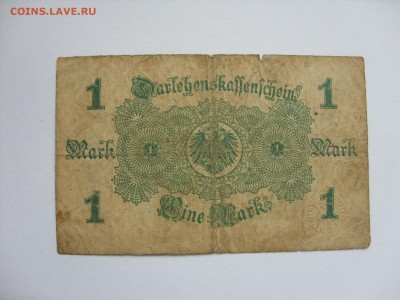 COINS.LAVE.RU
1 Darlehenskassenschein 1
Mark 1 1 Mark
1 Eine Mark 1